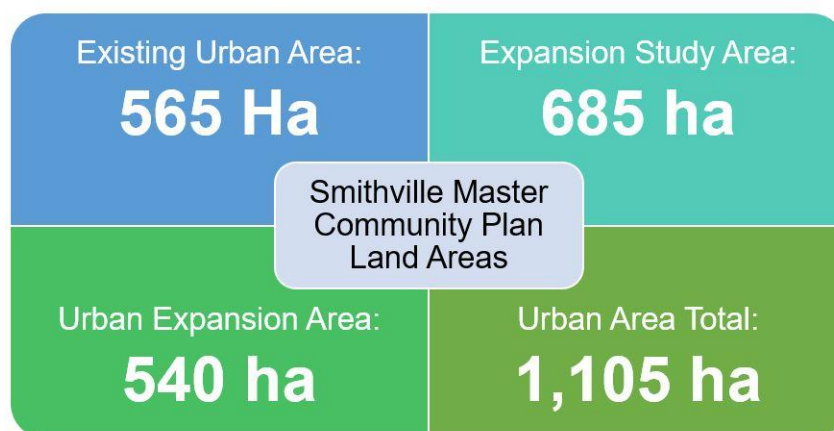 Existing Urban Area:
565 Ha
Expansion Study Area:
685 ha
Smithville Master
Community Plan
Land Areas
Urban Expansion Area:
540 ha
Urban Area Total:
1,105 ha